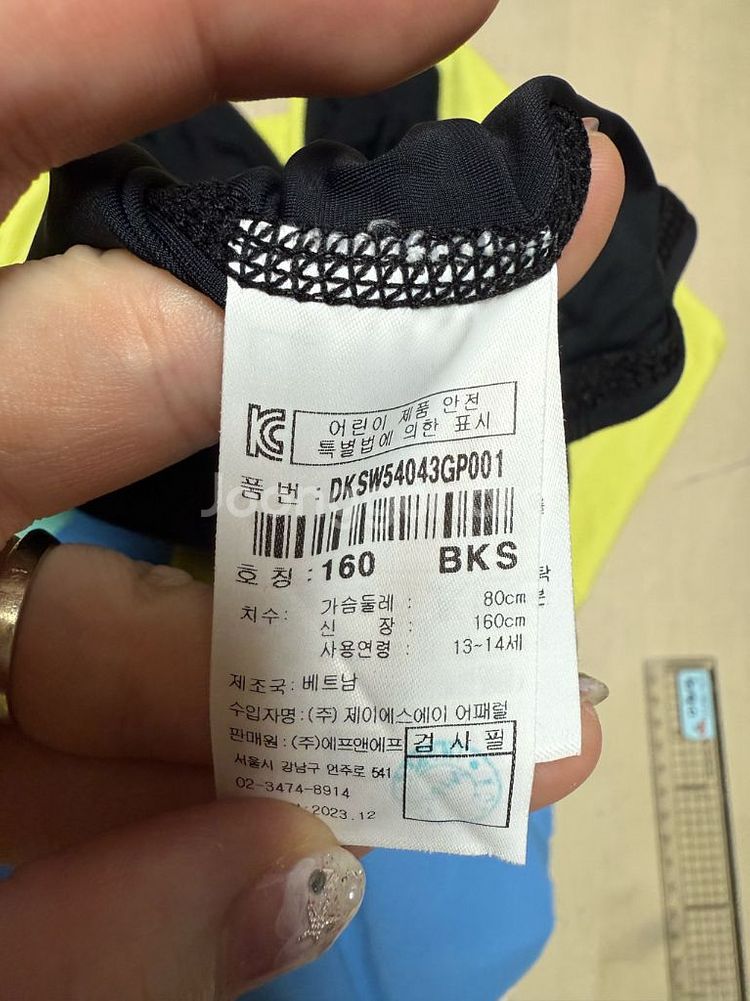 KC
어린이 제품 안전
특별법에 의한 표시
품 번 : DKSW54043GP001
호 칭 : 160 BKS
치수: 가슴둘레 : 80cm
신 장 : 160cm
사용연령 : 13-14세
제조국 : 베트남
수입자명 : (주) 제이에스에이 어패럴
판매원 : (주)에프앤에프
검 사 필
서울시 강남구 언주로 541
02-3474-8914
: 2023.12